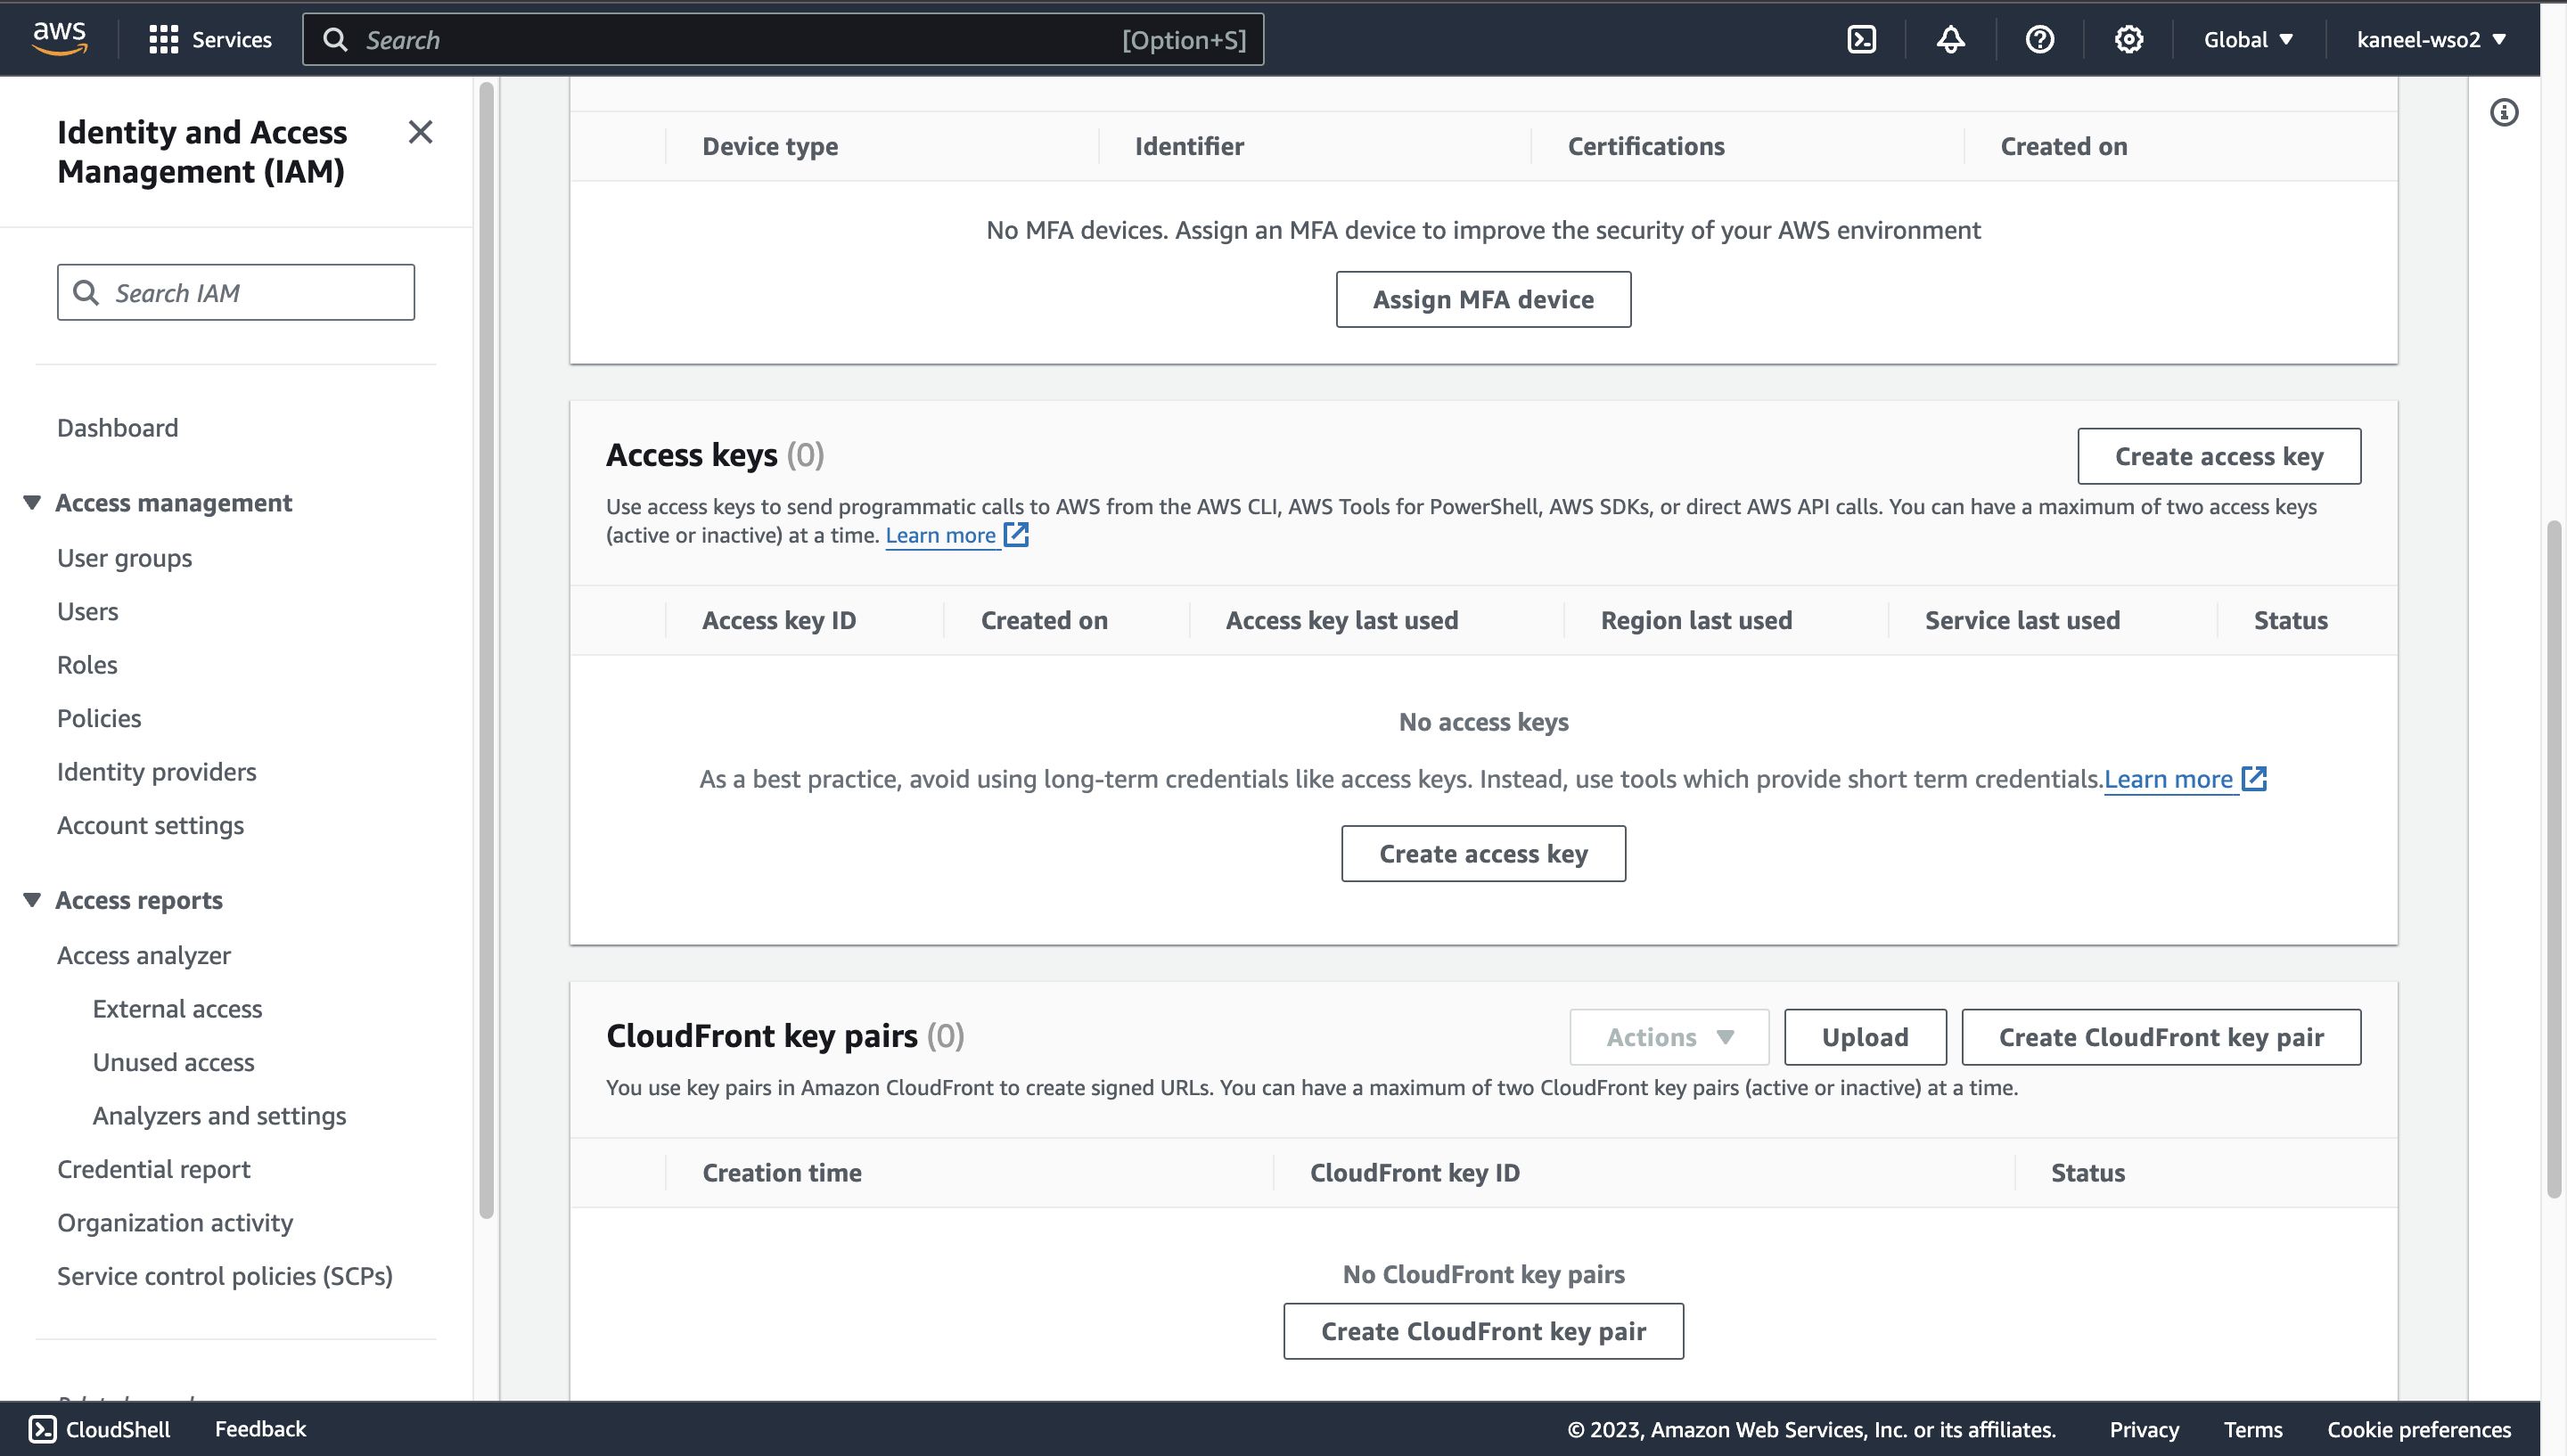 aws
Services
Search
[Option+S]
Global
kaneel-wso2
Identity and Access
Management (IAM)
Search IAM
Dashboard
Access management
User groups
Users
Roles
Policies
Identity providers
Account settings
Access reports
Access analyzer
External access
Unused access
Analyzers and settings
Credential report
Organization activity
Service control policies (SCPs)
Device type
Identifier
Certifications
Created on
No MFA devices. Assign an MFA device to improve the security of your AWS environment
Assign MFA device
Access keys (0)
Create access key
Use access keys to send programmatic calls to AWS from the AWS CLI, AWS Tools for PowerShell, AWS SDKs, or direct AWS API calls. You can have a maximum of two access keys
(active or inactive) at a time. Learn more
Access key ID
Created on
Access key last used
Region last used
Service last used
Status
No access keys
As a best practice, avoid using long-term credentials like access keys. Instead, use tools which provide short term credentials.Learn more
Create access key
CloudFront key pairs (0)
Actions
Upload
Create CloudFront key pair
You use key pairs in Amazon CloudFront to create signed URLs. You can have a maximum of two CloudFront key pairs (active or inactive) at a time.
Creation time
CloudFront key ID
Status
No CloudFront key pairs
Create CloudFront key pair
CloudShell
Feedback
© 2023, Amazon Web Services, Inc. or its affiliates.
Privacy
Terms
Cookie preferences